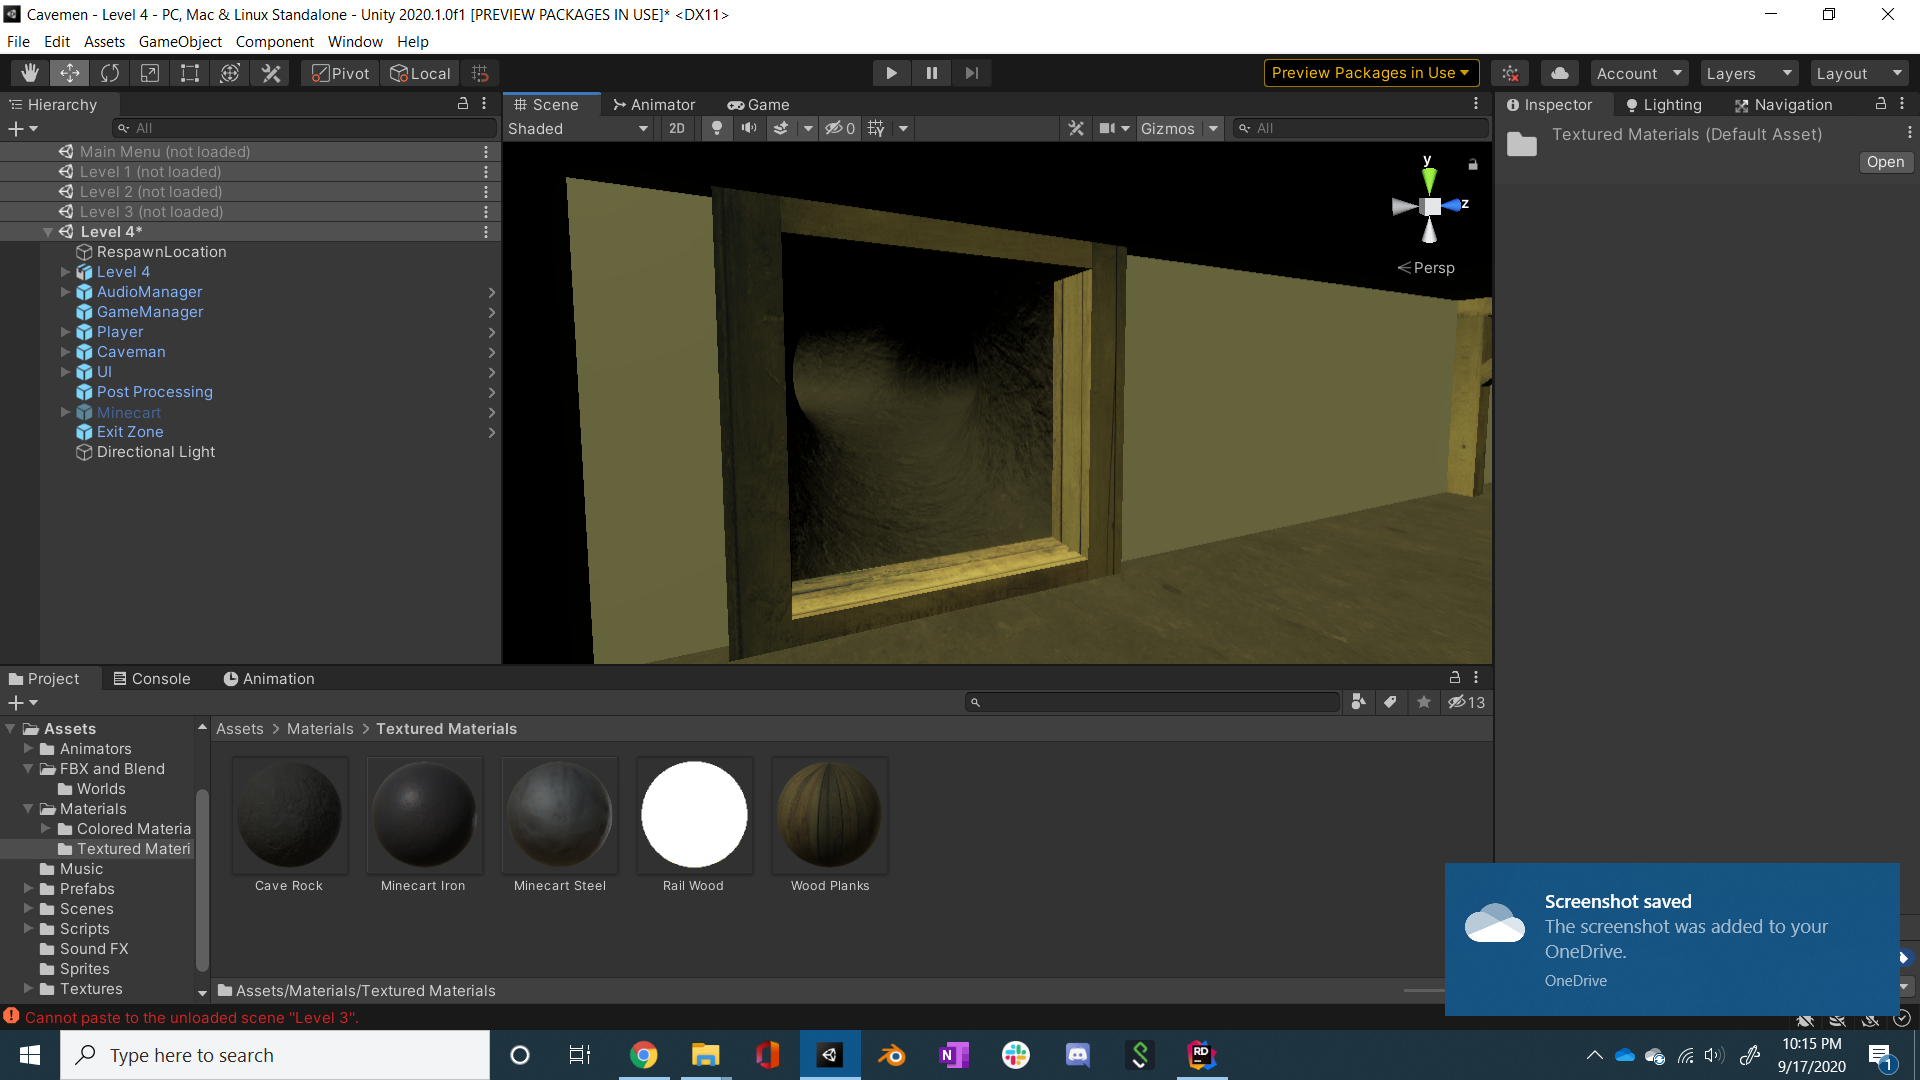 Cavemen - Level 4 - PC, Mac & Linux Standalone - Unity 2020.1.0f1 [PREVIEW PACKAGES IN USE]* <DX11>
File Edit Assets GameObject Component Window Help
Pivot Local Preview Packages in Use Account Layers Layout
Hierarchy
All
Main Menu (not loaded)
Level 1 (not loaded)
Level 2 (not loaded)
Level 3 (not loaded)
Level 4*
RespawnLocation
Level 4
AudioManager
GameManager
Player
Caveman
UI
Post Processing
Minecart
Exit Zone
Directional Light
Scene Animator Game
Shaded 2D 0 Gizmos All
y
z
Persp
Inspector Lighting Navigation
Textured Materials (Default Asset)
Open
Project Console Animation
13
Assets
Animators
FBX and Blend
Worlds
Materials
Colored Materia
Textured Materi
Music
Prefabs
Scenes
Scripts
Sound FX
Sprites
Textures
Assets > Materials > Textured Materials
Cave Rock Minecart Iron Minecart Steel Rail Wood Wood Planks
Assets/Materials/Textured Materials
Screenshot saved
The screenshot was added to your
OneDrive.
OneDrive
Cannot paste to the unloaded scene "Level 3".
Type here to search
N
RD
10:15 PM
9/17/2020
1